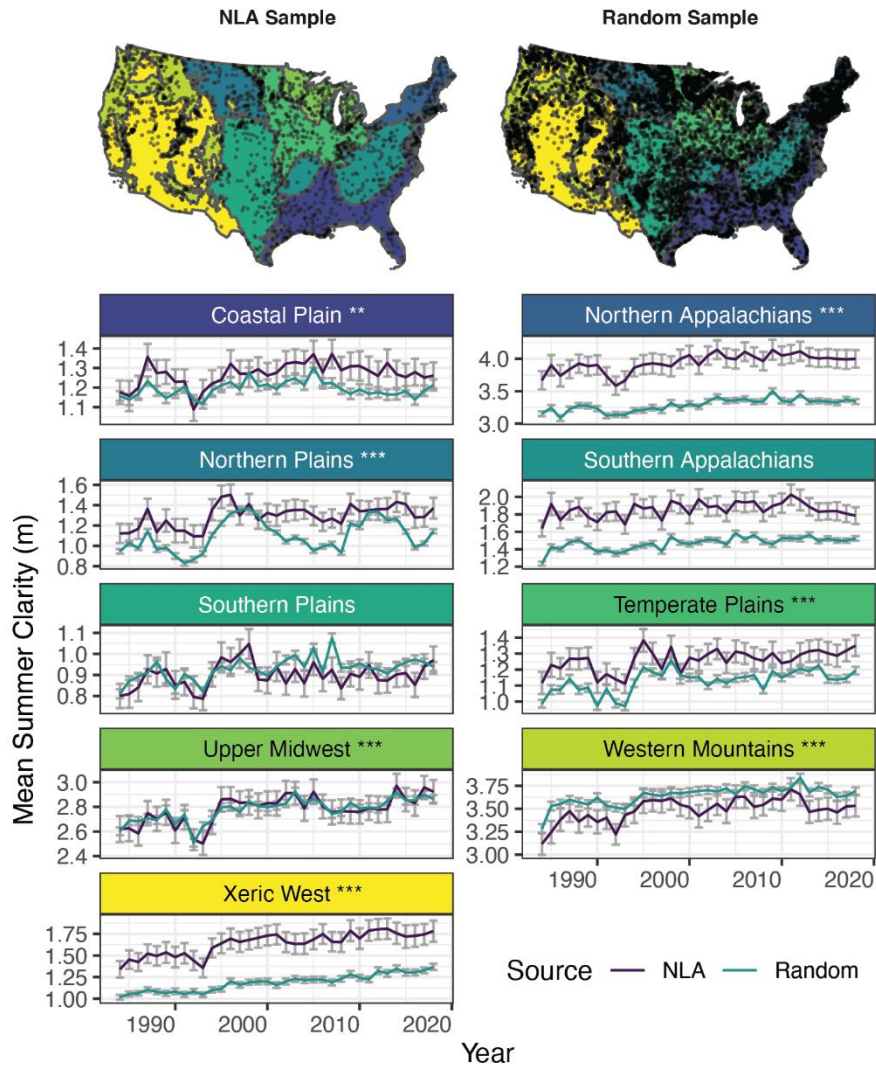 NLA Sample
Random Sample
Mean Summer Clarity (m)
Coastal Plain **
1.4
1.3
1.2
1.1
Northern Appalachians ***
4.0
3.5
3.0
Northern Plains ***
1.6
1.4
1.2
1.0
0.8
Southern Appalachians
2.0
1.8
1.6
1.4
1.2
Southern Plains
1.1
1.0
0.9
0.8
Temperate Plains ***
1.4
1.3
1.2
1.1
1.0
Upper Midwest ***
3.0
2.8
2.6
2.4
Western Mountains ***
3.75
3.50
3.25
3.00
1990 2000 2010 2020
Xeric West ***
1.75
1.50
1.25
1.00
1990 2000 2010 2020
Source NLA Random
Year